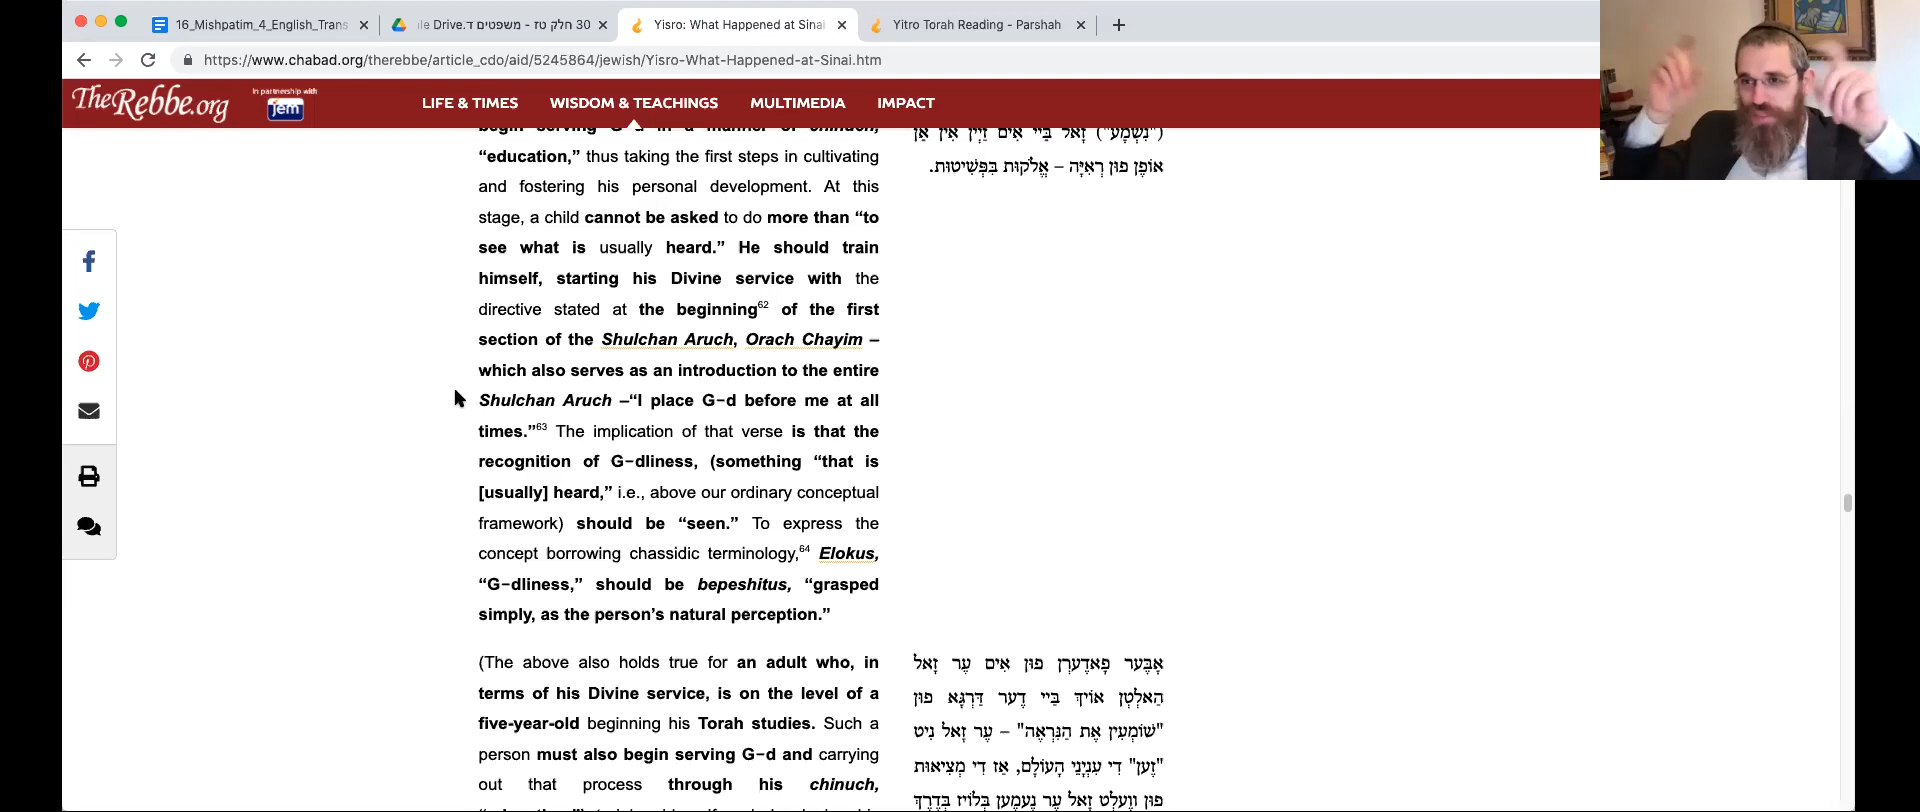 16_Mishpatim_4_English_Trans
30 חלק טז - משפטים ד.
le Drive
Yisro: What Happened at Sinai
Yitro Torah Reading - Parshah
https://www.chabad.org/therebbe/article_cdo/aid/5245864/jewish/Yisro-What-Happened-at-Sinai.htm
TheRebbe.org
In partnership with
jem
LIFE & TIMES
WISDOM & TEACHINGS
MULTIMEDIA
IMPACT
begin serving G-d in a manner of chinuch,
“education,” thus taking the first steps in cultivating
and fostering his personal development. At this
stage, a child cannot be asked to do more than “to
see what is usually heard.” He should train
himself, starting his Divine service with the
directive stated at the beginning62 of the first
section of the Shulchan Aruch, Orach Chayim –
which also serves as an introduction to the entire
Shulchan Aruch –“I place G-d before me at all
times.”63 The implication of that verse is that the
recognition of G-dliness, (something “that is
[usually] heard,” i.e., above our ordinary conceptual
framework) should be “seen.” To express the
concept borrowing chassidic terminology,64 Elokus,
“G-dliness,” should be bepeshitus, “grasped
simply, as the person’s natural perception.”
(The above also holds true for an adult who, in
terms of his Divine service, is on the level of a
five-year-old beginning his Torah studies. Such a
person must also begin serving G-d and carrying
out that process through his chinuch,
("נִשְׁמָע") זָאל בַּיי אִים זַיְין אִין אַן
אוֹפֶן פוּן רְאִיָּה – אֱלֹקוּת בִּפְשִׁיטוּת.
אָבֶּער פָאדֶערְן פוּן אִים עֶר זָאל
הַאלְטְן אוֹיךְ בַּיי דֶער דַּרְגָּא פוּן
"שׁוֹמְעִין אֶת הַנִּרְאֶה" – עֶר זָאל נִיט
"זֶען" דִי עִנְיְנֵי הָעוֹלָם, אַז דִי מְצִיאוּת
פוּן וועֶלְט זָאל עֶר נֶעמֶען בְּלוֹיז בְּדֶרֶךְ